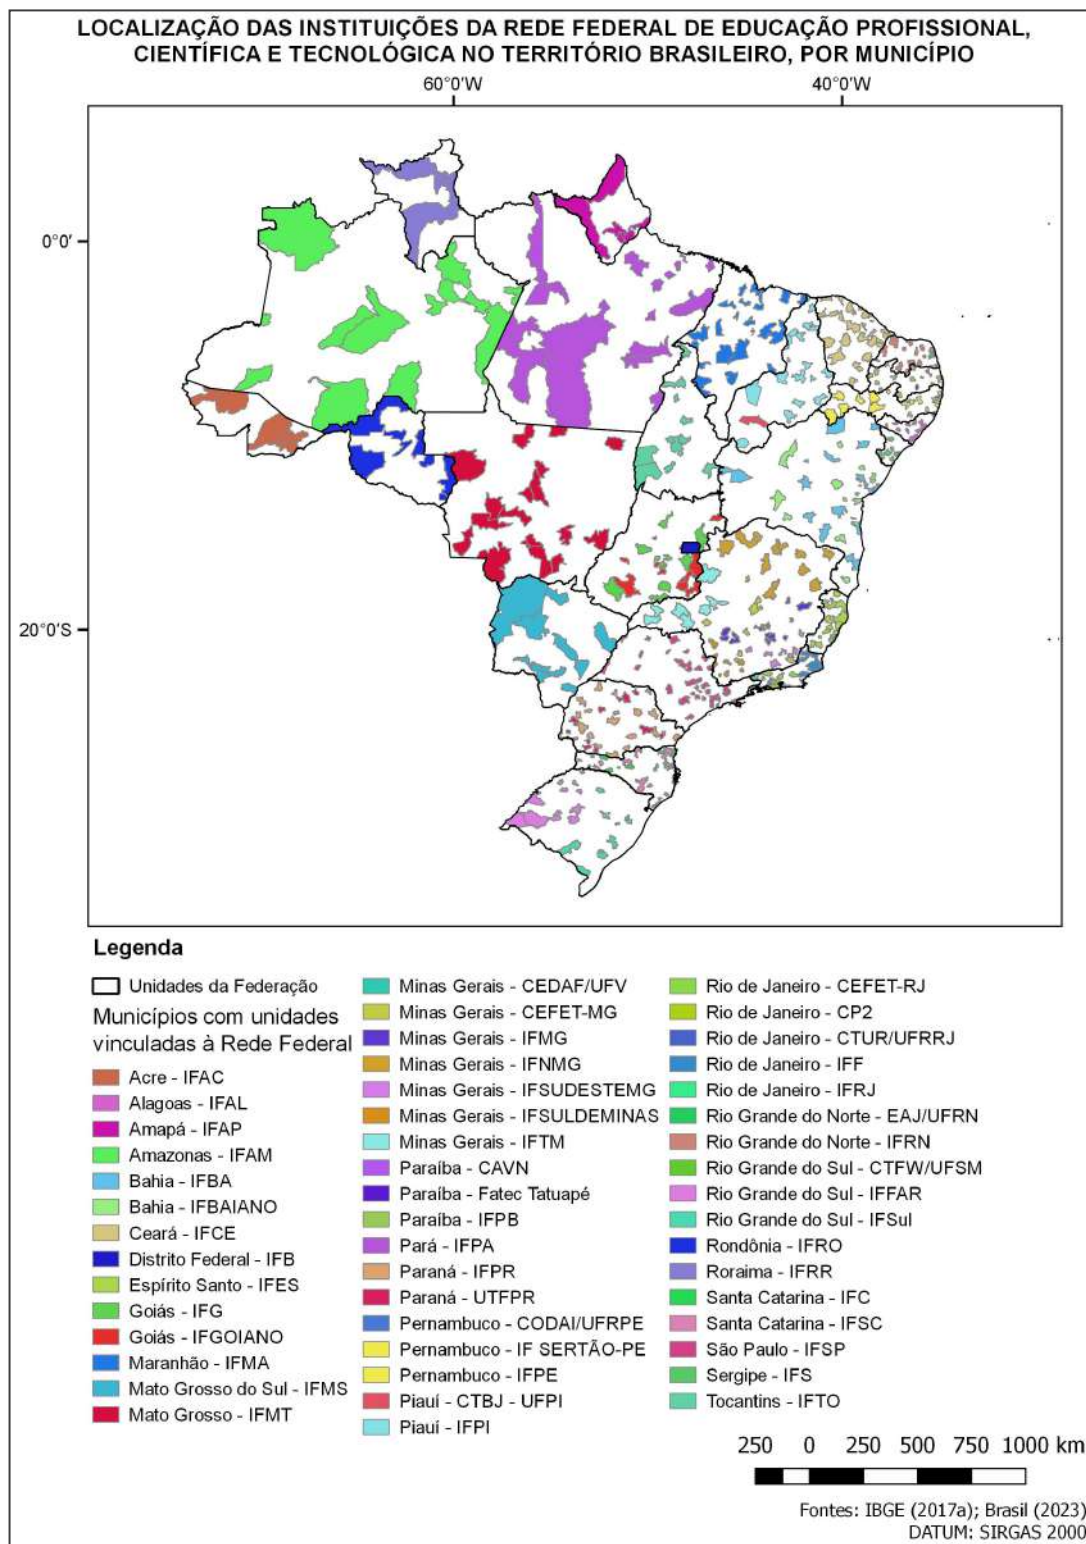 LOCALIZAÇÃO DAS INSTITUIÇÕES DA REDE FEDERAL DE EDUCAÇÃO PROFISSIONAL,
CIENTÍFICA E TECNOLÓGICA NO TERRITÓRIO BRASILEIRO, POR MUNICÍPIO
60°0'W 40°0'W
0°0'
20°0'S
Legenda
Unidades da Federação
Municípios com unidades
vinculadas à Rede Federal
Acre - IFAC
Alagoas - IFAL
Amapá - IFAP
Amazonas - IFAM
Bahia - IFBA
Bahia - IFBAIANO
Ceará - IFCE
Distrito Federal - IFB
Espírito Santo - IFES
Goiás - IFG
Goiás - IFGOIANO
Maranhão - IFMA
Mato Grosso do Sul - IFMS
Mato Grosso - IFMT
Minas Gerais - CEDAF/UFV
Minas Gerais - CEFET-MG
Minas Gerais - IFMG
Minas Gerais - IFNMG
Minas Gerais - IFSUDESTEMG
Minas Gerais - IFSULDEMINAS
Minas Gerais - IFTM
Paraíba - CAVN
Paraíba - Fatec Tatuapé
Paraíba - IFPB
Pará - IFPA
Paraná - IFPR
Paraná - UTFPR
Pernambuco - CODAI/UFRPE
Pernambuco - IF SERTÃO-PE
Pernambuco - IFPE
Piauí - CTBJ - UFPI
Piauí - IFPI
Rio de Janeiro - CEFET-RJ
Rio de Janeiro - CP2
Rio de Janeiro - CTUR/UFRRJ
Rio de Janeiro - IFF
Rio de Janeiro - IFRJ
Rio Grande do Norte - EAJ/UFRN
Rio Grande do Norte - IFRN
Rio Grande do Sul - CTFW/UFSM
Rio Grande do Sul - IFFAR
Rio Grande do Sul - IFSul
Rondônia - IFRO
Roraima - IFRR
Santa Catarina - IFC
Santa Catarina - IFSC
São Paulo - IFSP
Sergipe - IFS
Tocantins - IFTO
250 0 250 500 750 1000 km
Fontes: IBGE (2017a); Brasil (2023)
DATUM: SIRGAS 2000